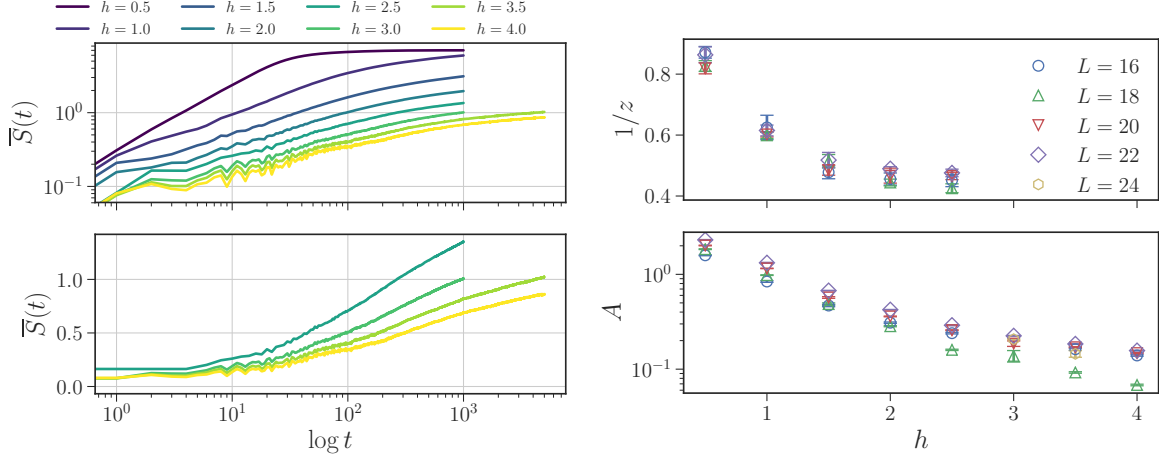 h = 0.5 h = 1.5 h = 2.5 h = 3.5
h = 1.0 h = 2.0 h = 3.0 h = 4.0
S̅(t)
10⁰
10⁻¹
S̅(t)
1.0
0.5
0.0
10⁰ 10¹ 10² 10³
log t
1/z
0.8
0.6
0.4
L = 16
L = 18
L = 20
L = 22
L = 24
A
10⁰
10⁻¹
1 2 3 4
h